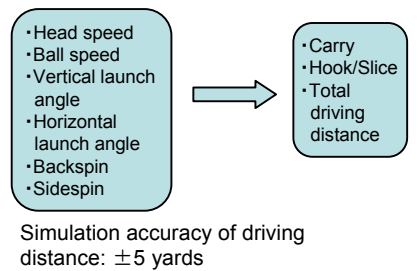 ・Head speed
・Ball speed
・Vertical launch
angle
・Horizontal
launch angle
・Backspin
・Sidespin
・Carry
・Hook/Slice
・Total
driving
distance
Simulation accuracy of driving
distance: ±5 yards